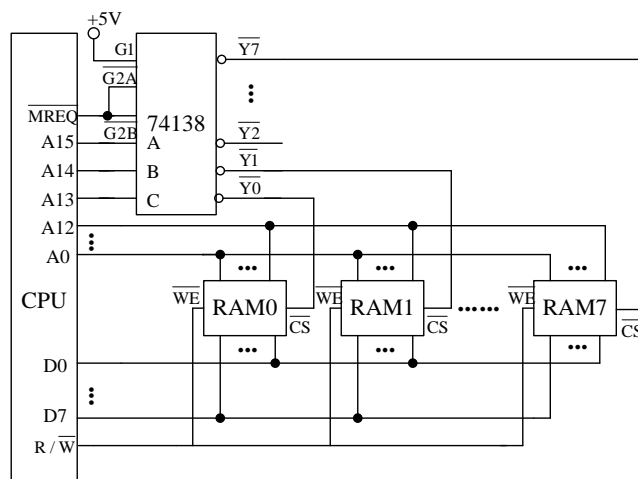 +5V
G1
Y7
G2A
MREQ
74138
G2B
A15
A
Y2
A14
B
Y1
A13
C
Y0
A12
A0
CPU
WE
RAM0
CS
WE
RAM1
CS
WE
RAM7
CS
D0
D7
R / W